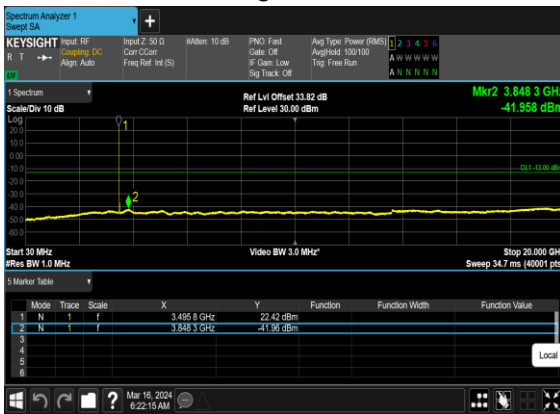 Spectrum Analyzer 1
Swept SA
KEYSIGHT Input: RF Input Z: 50 Ω #Atten: 10 dB PNO: Fast Avg Type: Power (RMS) 1 2 3 4 5 6
R T Coupling: DC Corr CCorr Gate: Off Avg|Hold: 100/100 A W W W W W
Align: Auto Freq Ref: Int (S) IF Gain: Low Trig: Free Run
LV Sig Track: Off A N N N N N
1 Spectrum Ref Lvl Offset 33.82 dB Mkr2 3.848 3 GHz
Scale/Div 10 dB Ref Level 30.00 dBm -41.958 dBm
Log
20.0
10.0
0.00
-10.0
-20.0
-30.0
-40.0
-50.0
-60.0
1
2
DL1 -13.00 dBm
Start 30 MHz Video BW 3.0 MHz* Stop 20.000 GHz
#Res BW 1.0 MHz Sweep 34.7 ms (40001 pts
5 Marker Table
Mode Trace Scale X Y Function Function Width Function Value
1 N 1 f 3.495 8 GHz 22.42 dBm
2 N 1 f 3.848 3 GHz -41.96 dBm
3
4
5
6
Local
Mar 16, 2024
6:22:15 AM